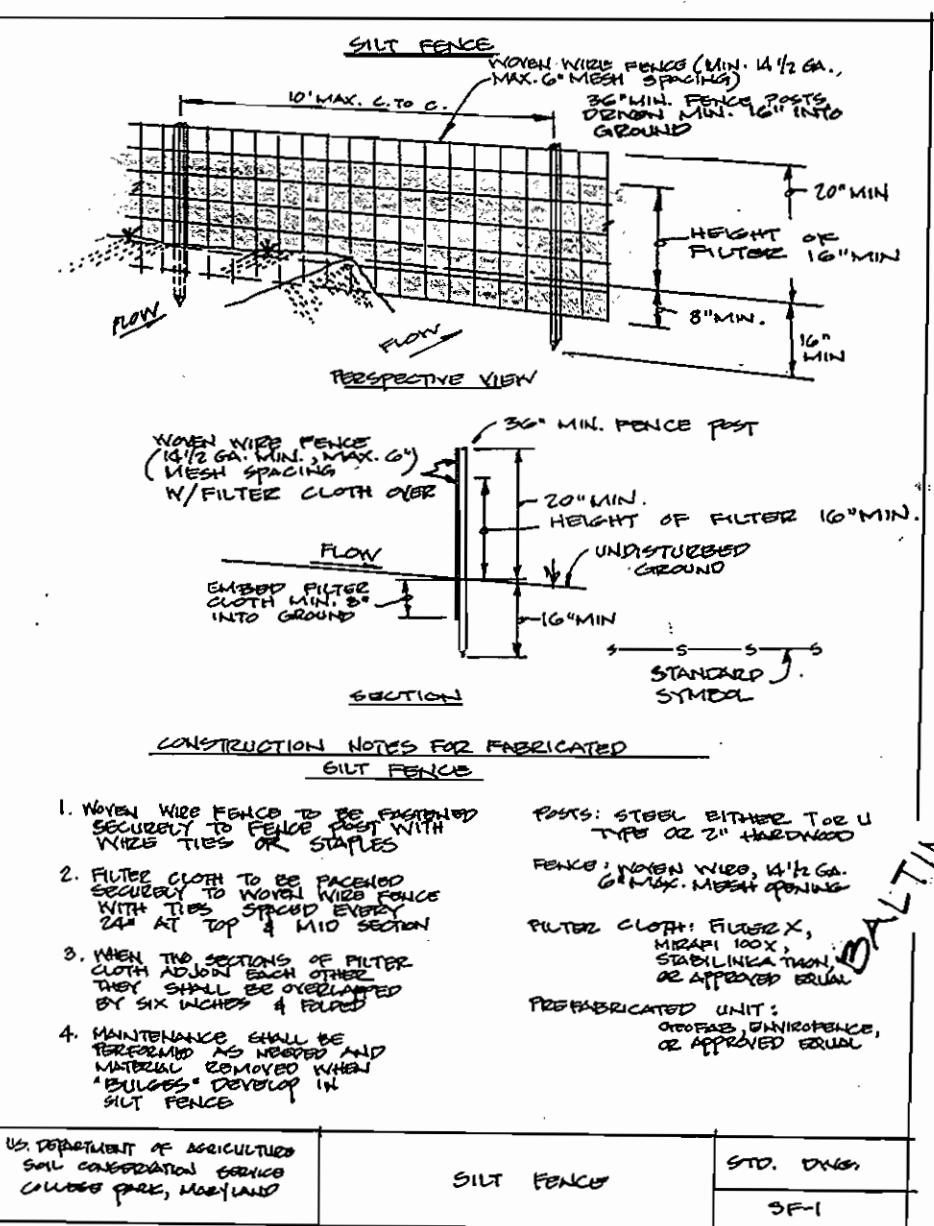 SILT FENCE
WOVEN WIRE FENCE (MIN. 14 1/2 GA.,
MAX. 6" MESH SPACING)
10' MAX. C. TO C.
36" MIN. FENCE POSTS
DRIVEN MIN. 16" INTO
GROUND
20" MIN
HEIGHT OF
FILTER 16" MIN
8" MIN.
16"
MIN
FLOW
FLOW
PERSPECTIVE VIEW
36" MIN. FENCE POST
WOVEN WIRE FENCE
(14 1/2 GA. MIN., MAX. 6")
MESH SPACING
W/FILTER CLOTH OVER
20" MIN.
HEIGHT OF FILTER 16" MIN.
FLOW
UNDISTURBED
GROUND
EMBED FILTER
CLOTH MIN. 8"
INTO GROUND
16" MIN
S S S S
STANDARD
SYMBOL
SECTION
CONSTRUCTION NOTES FOR FABRICATED
SILT FENCE
1. WOVEN WIRE FENCE TO BE FASTENED
SECURELY TO FENCE POST WITH
WIRE TIES OR STAPLES
2. FILTER CLOTH TO BE FACENED
SECURELY TO WOVEN WIRE FENCE
WITH TIES SPACED EVERY
24" AT TOP & MID SECTION
3. WHEN TWO SECTIONS OF FILTER
CLOTH ADJOIN EACH OTHER
THEY SHALL BE OVERLAPPED
BY SIX INCHES & FOLDED
4. MAINTENANCE SHALL BE
PERFORMED AS NEEDED AND
MATERIAL REMOVED WHEN
"BULGES" DEVELOP IN
SILT FENCE
POSTS: STEEL EITHER T OR U
TYPE OR 2" HARDWOOD
FENCE: WOVEN WIRE, 14 1/2 GA.
6" MAX. MESH OPENING
FILTER CLOTH: FILTER X,
MIRAFI 100X,
STABILINKA
OR APPROVED EQUAL
PREFABRICATED UNIT:
GEOFAB, ENVIROFENCE,
OR APPROVED EQUAL
BALTI
U.S. DEPARTMENT OF AGRICULTURE
SOIL CONSERVATION SERVICE
COLLEGE PARK, MARYLAND
SILT FENCE
STD. DWG.
SF-1